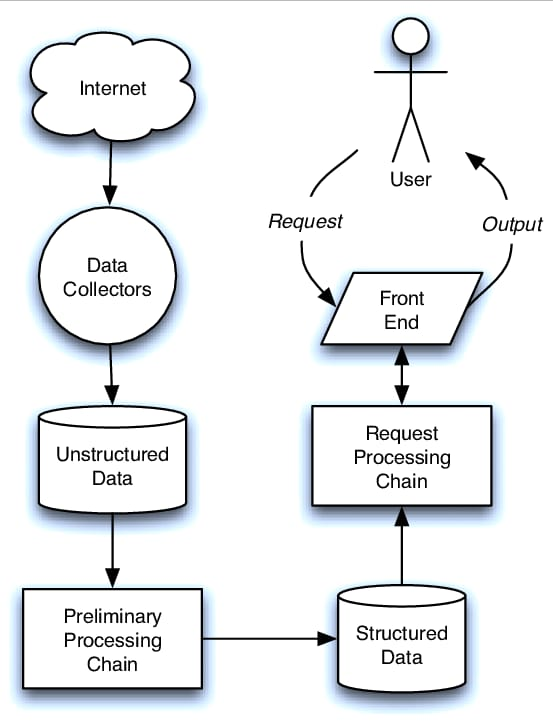 Internet
Data
Collectors
Unstructured
Data
Preliminary
Processing
Chain
User
Request
Output
Front
End
Request
Processing
Chain
Structured
Data